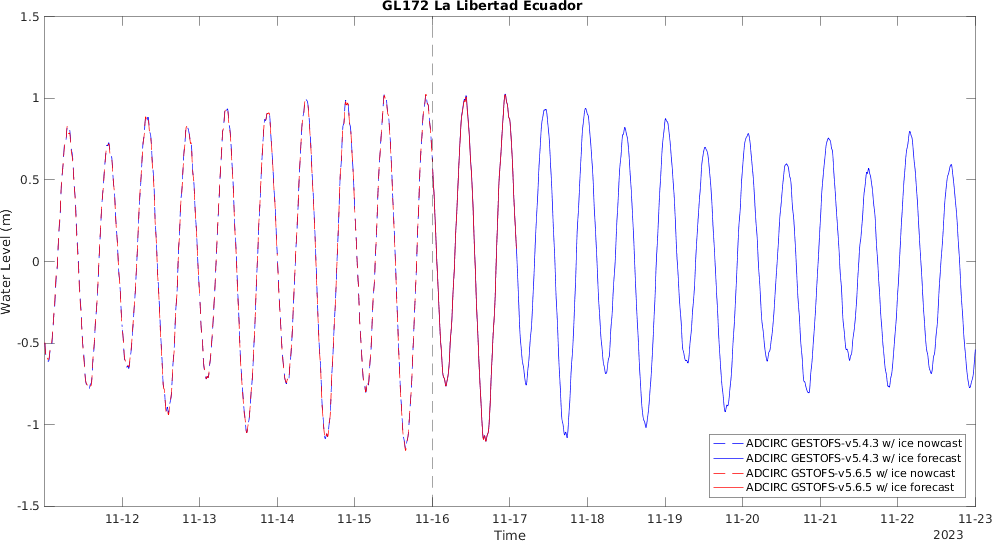 GL172 La Libertad Ecuador
1.5
1
0.5
0
-0.5
-1
-1.5
Water Level (m)
ADCIRC GESTOFS-v5.4.3 w/ ice nowcast
ADCIRC GESTOFS-v5.4.3 w/ ice forecast
ADCIRC GSTOFS-v5.6.5 w/ ice nowcast
ADCIRC GSTOFS-v5.6.5 w/ ice forecast
11-12 11-13 11-14 11-15 11-16 11-17 11-18 11-19 11-20 11-21 11-22 11-23
Time
2023